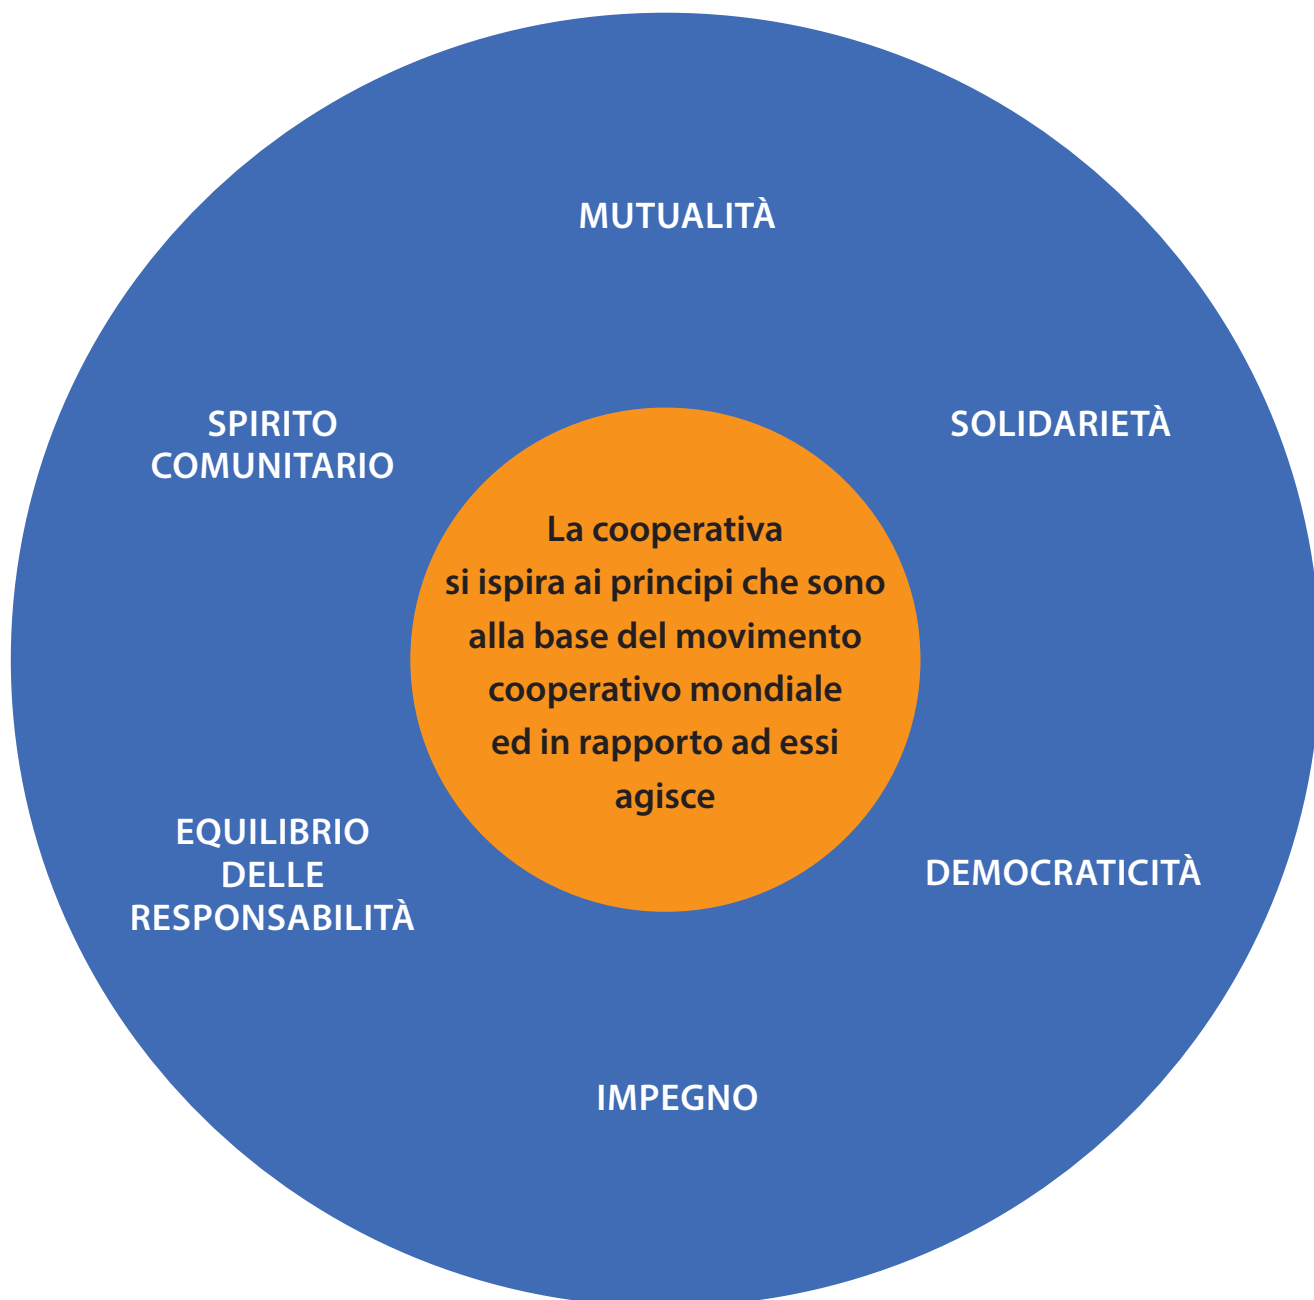 MUTUALITÀ
SPIRITO
COMUNITARIO
SOLIDARIETÀ
La cooperativa
si ispira ai principi che sono
alla base del movimento
cooperativo mondiale
ed in rapporto ad essi
agisce
EQUILIBRIO
DELLE
RESPONSABILITÀ
DEMOCRATICITÀ
IMPEGNO